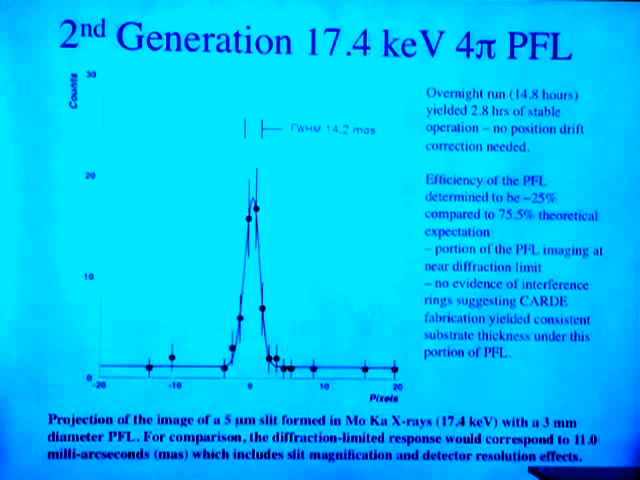 2nd Generation 17.4 keV 4π PFL
30
Counts
Overnight run (14.8 hours)
yielded 2.8 hrs of stable
operation – no position drift
correction needed.
FWHM 14.2 mas
20
Efficiency of the PFL
determined to be ~25%
compared to 75.5% theoretical
expectation
– portion of the PFL imaging at
near diffraction limit
– no evidence of interference
rings suggesting CARDE
fabrication yielded consistent
substrate thickness under this
portion of PFL.
10
0
-20 -10 0 10 20
Pixels
Projection of the image of a 5 µm slit formed in Mo Ka X-rays (17.4 keV) with a 3 mm
diameter PFL. For comparison, the diffraction-limited response would correspond to 11.0
milli-arcseconds (mas) which includes slit magnification and detector resolution effects.